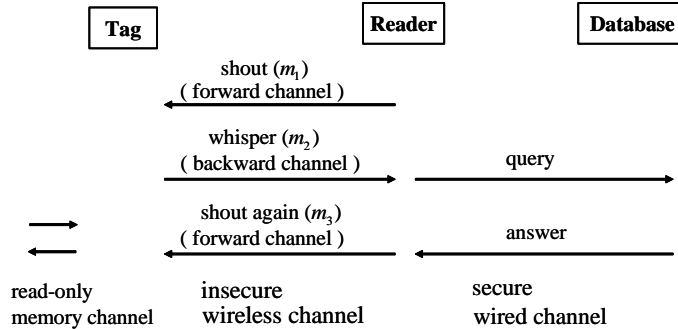 Tag
Reader
Database
shout (m₁)
( forward channel )
whisper (m₂)
( backward channel )
query
shout again (m₃)
( forward channel )
answer
read-only
memory channel
insecure
wireless channel
secure
wired channel